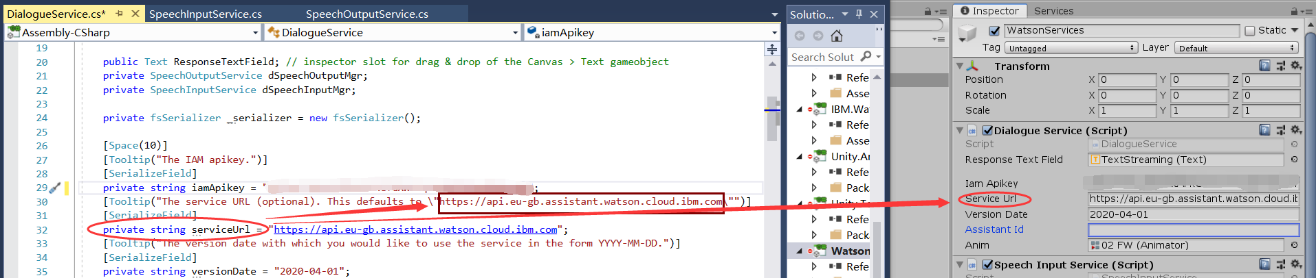 DialogueService.cs*
SpeechInputService.cs
SpeechOutputService.cs
Assembly-CSharp
DialogueService
iamApikey
19
20 public Text ResponseTextField; // inspector slot for drag & drop of the Canvas > Text gameobject
21 private SpeechOutputService dSpeechOutputMgr;
22 private SpeechInputService dSpeechInputMgr;
23
24 private fsSerializer _serializer = new fsSerializer();
25
26 [Space(10)]
27 [Tooltip("The IAM apikey.")]
28 [SerializeField]
29 private string iamApikey = "
;
30 [Tooltip("The service URL (optional). This defaults to \"https://api.eu-gb.assistant.watson.cloud.ibm.com\"")]
31 [SerializeField]
32 private string serviceUrl = "https://api.eu-gb.assistant.watson.cloud.ibm.com";
33 [Tooltip("The version date with which you would like to use the service in the form YYYY-MM-DD.")]
34 [SerializeField]
35 private string versionDate = "2020-04-01";
Solution...
Search Solut
Refe
Asse
IBM.Wa
Refe
Asse
Unity.An
Refe
Pack
Unity.Te
Refe
Pack
Watson
Refe
Inspector
Services
WatsonServices
Static
Tag Untagged
Layer Default
Transform
Position X 0 Y 0 Z 0
Rotation X 0 Y 0 Z 0
Scale X 1 Y 1 Z 1
Dialogue Service (Script)
Script DialogueService
Response Text Field TextStreaming (Text)
Iam Apikey
Service Url https://api.eu-gb.assistant.watson.cloud.ib
Version Date 2020-04-01
Assistant Id
Anim 02 FW (Animator)
Speech Input Service (Script)
Script SpeechInputService